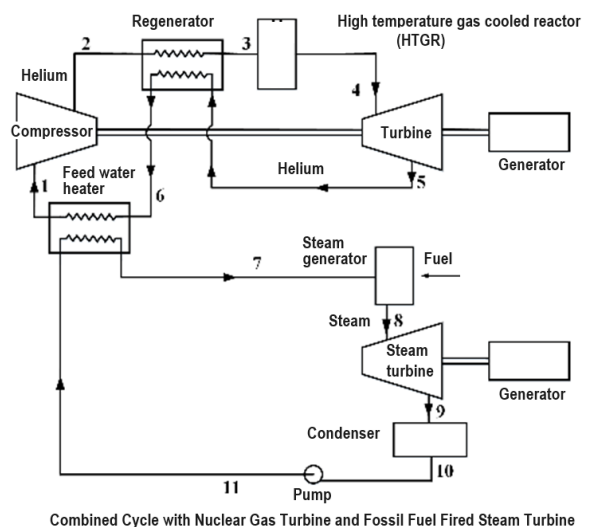 Regenerator
High temperature gas cooled reactor
(HTGR)
2
3
Helium
4
Compressor
Turbine
Generator
Helium
5
1
Feed water
heater
6
Steam
generator
Fuel
7
Steam
8
Steam
turbine
Generator
9
Condenser
10
11
Pump
Combined Cycle with Nuclear Gas Turbine and Fossil Fuel Fired Steam Turbine